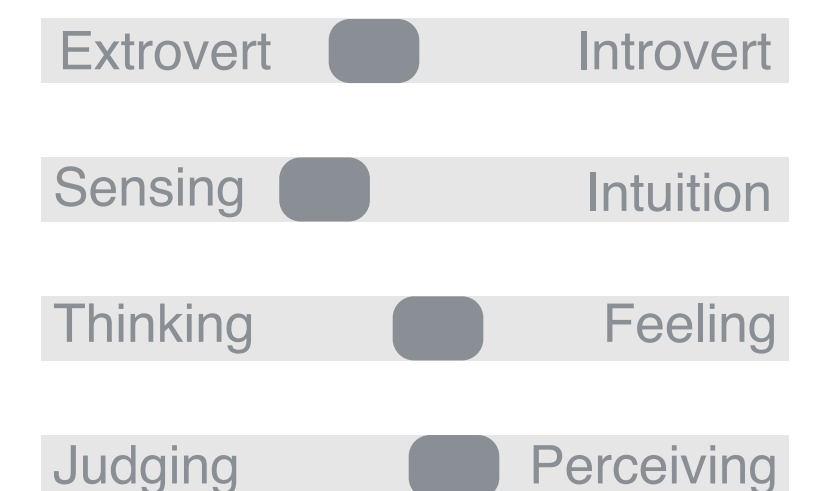 Extrovert Introvert
Sensing Intuition
Thinking Feeling
Judging Perceiving